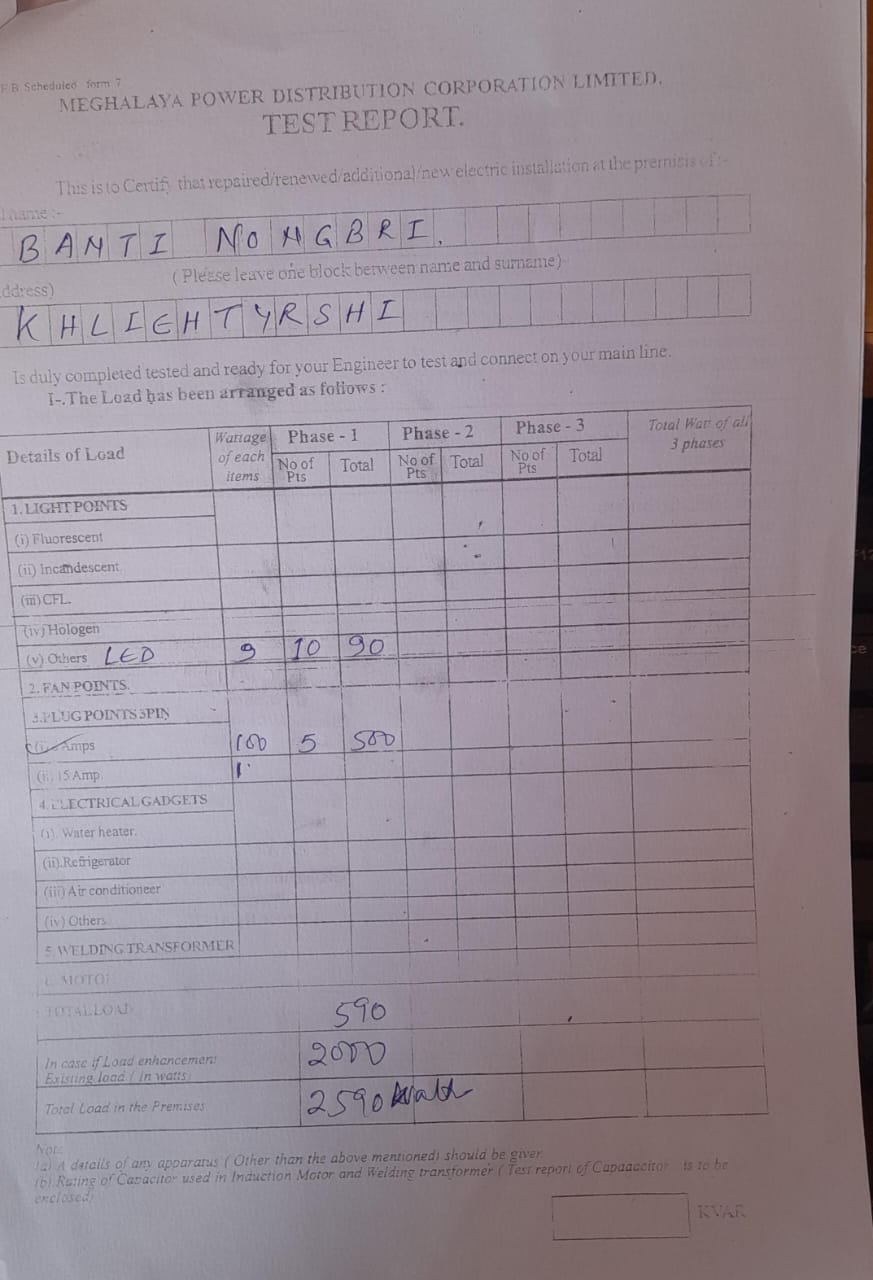 E.B. Scheduled form 7
MEGHALAYA POWER DISTRIBUTION CORPORATION LIMITED.
TEST REPORT.
This is to Certify that repaired/renewed/additional/new electric installation at the premisis of :-
name :-
BANTI NONGBRI.
(Please leave one block between name and surname)
ddress)
KHLIEHTYRSHI
Is duly completed tested and ready for your Engineer to test and connect on your main line.
I-.The Load has been arranged as follows :
Details of Load Wattage of each items Phase - 1 Phase - 2 Phase - 3 Total Watt of all 3 phases
No of Pts Total No of Pts Total No of Pts Total
1. LIGHT POINTS
(i) Fluorescent
(ii) Incandescent
(iii) CFL.
(iv) Hologen
(v) Others LED 9 10 90
2. FAN POINTS.
3.PLUG POINTS 3PIN
(i) Amps 100 5 500
(ii) 15 Amp.
4. ELECTRICAL GADGETS
(i). Water heater.
(ii).Refrigerator
(iii) Air conditioneer
(iv) Others
5. WELDING TRANSFORMER
6. MOTOR
TOTAL LOAD 590
In case if Load enhancement 2000
Existing load ( In watts)
Total Load in the Premises 2590 watt
Note
(a) A details of any apparatus ( Other than the above mentioned) should be given
(b). Rating of Capacitor used in Induction Motor and Welding transformer ( Test report of Capaaccitor is to be
enclosed)
KVAR